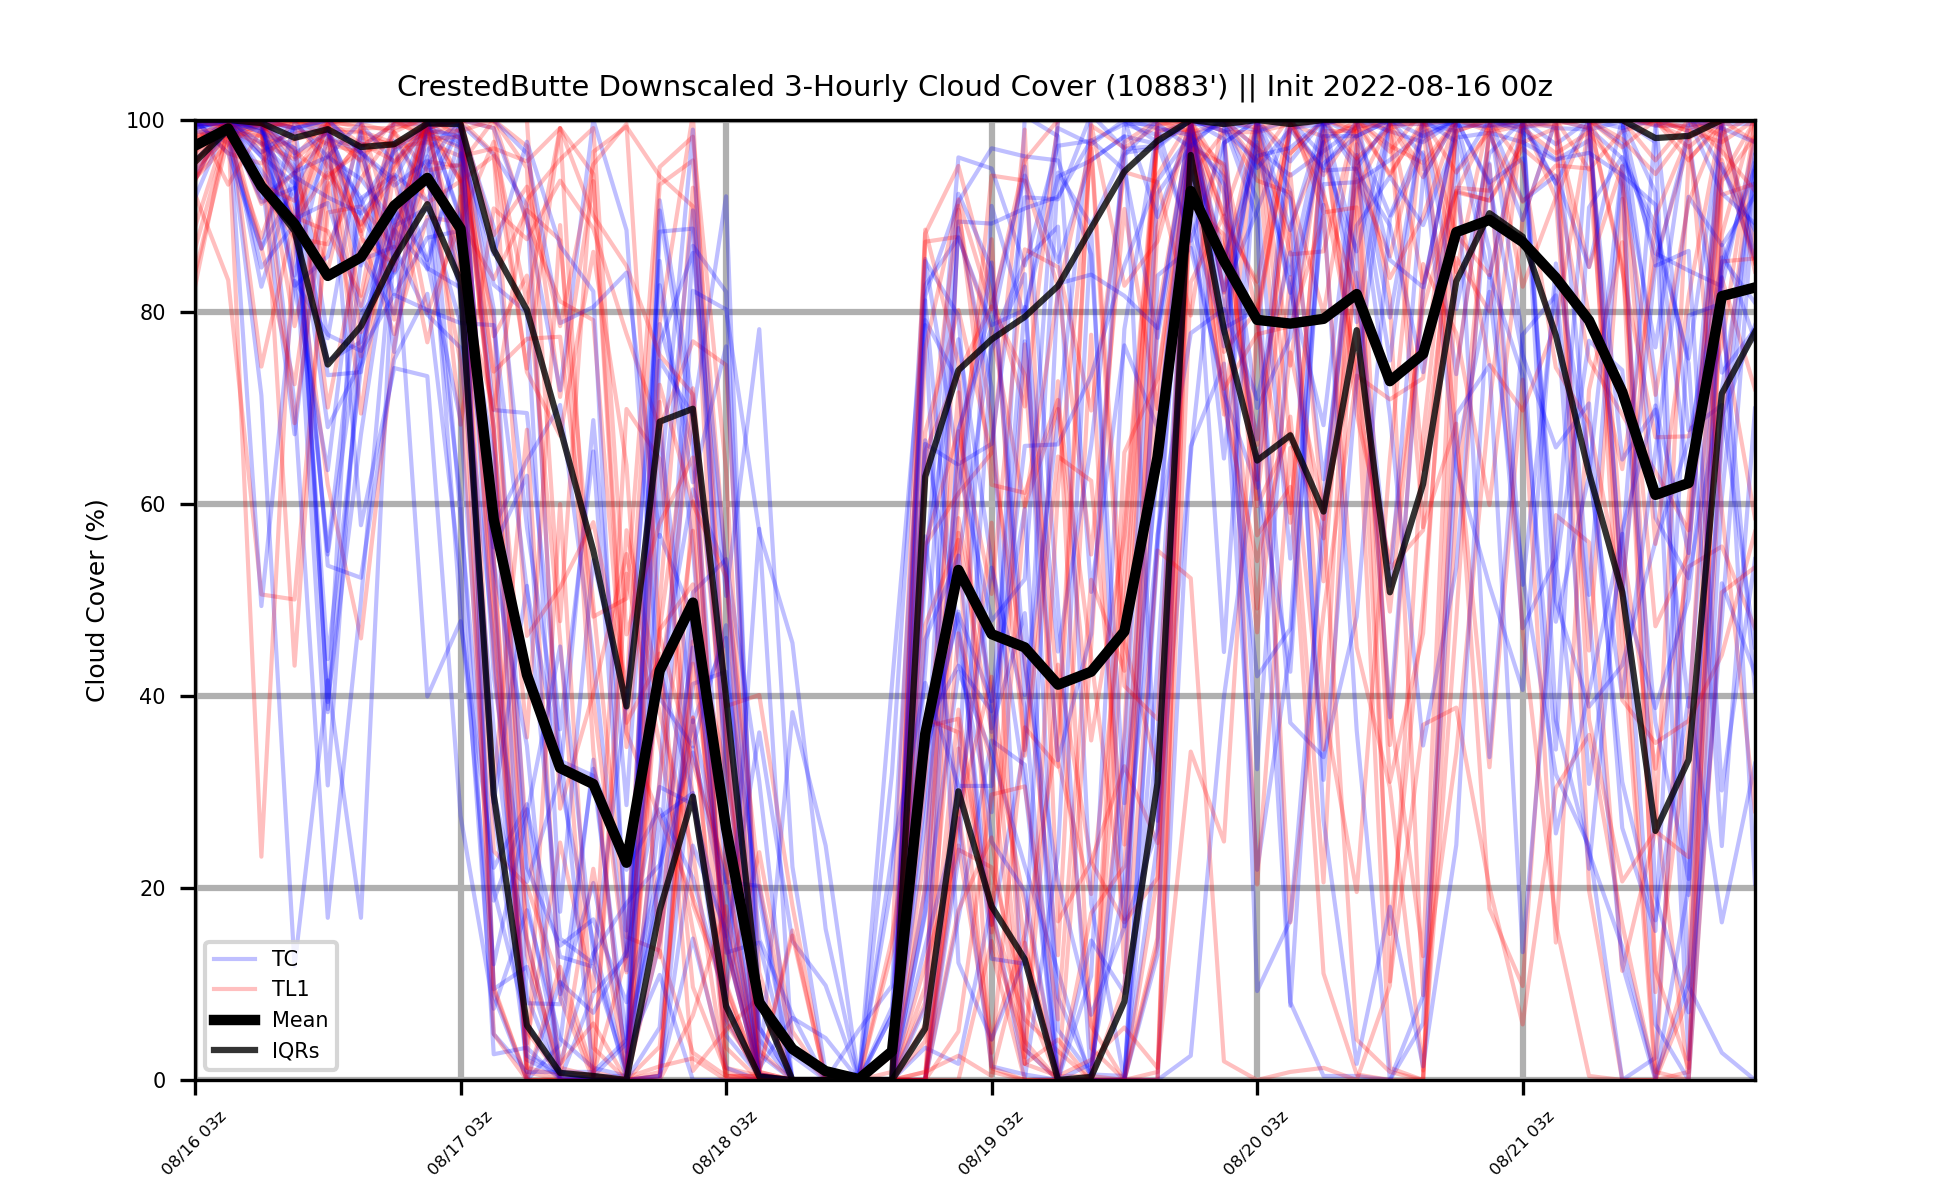 CrestedButte Downscaled 3-Hourly Cloud Cover (10883') || Init 2022-08-16 00z
Cloud Cover (%)
100
80
60
40
20
0
TC
TL1
Mean
IQRs
08/16 03z
08/17 03z
08/18 03z
08/19 03z
08/20 03z
08/21 03z